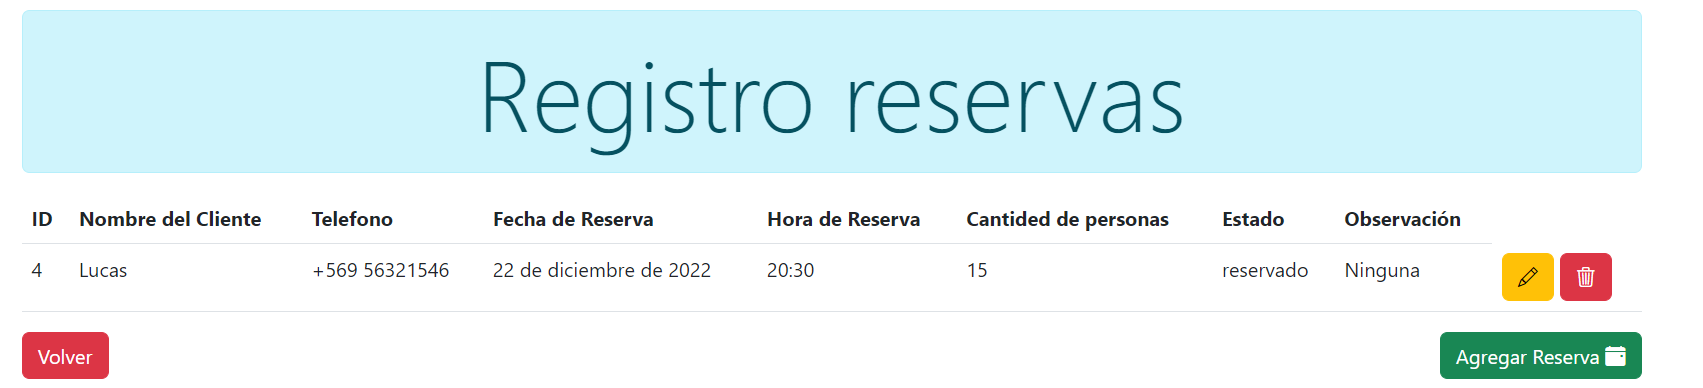 Registro reservas
ID Nombre del Cliente Telefono Fecha de Reserva Hora de Reserva Cantided de personas Estado Observación
4 Lucas +569 56321546 22 de diciembre de 2022 20:30 15 reservado Ninguna
Volver Agregar Reserva